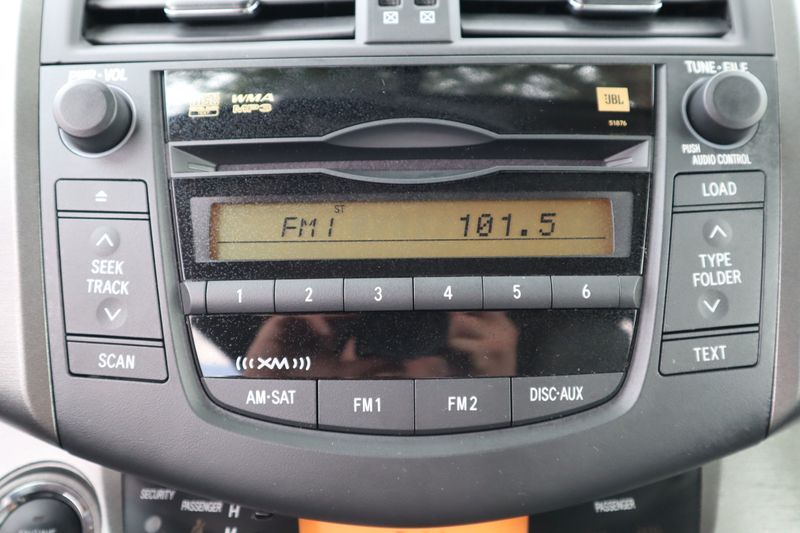 PWR·VOL
TUNE·FILE
WMA
MP3
JBL
51876
PUSH
AUDIO CONTROL
LOAD
ST
FM1 101.5
SEEK
TRACK
TYPE
FOLDER
1 2 3 4 5 6
SCAN
TEXT
(((XM)))
AM·SAT
FM1
FM2
DISC·AUX
SECURITY
PASSENGER
PASSENGER
H